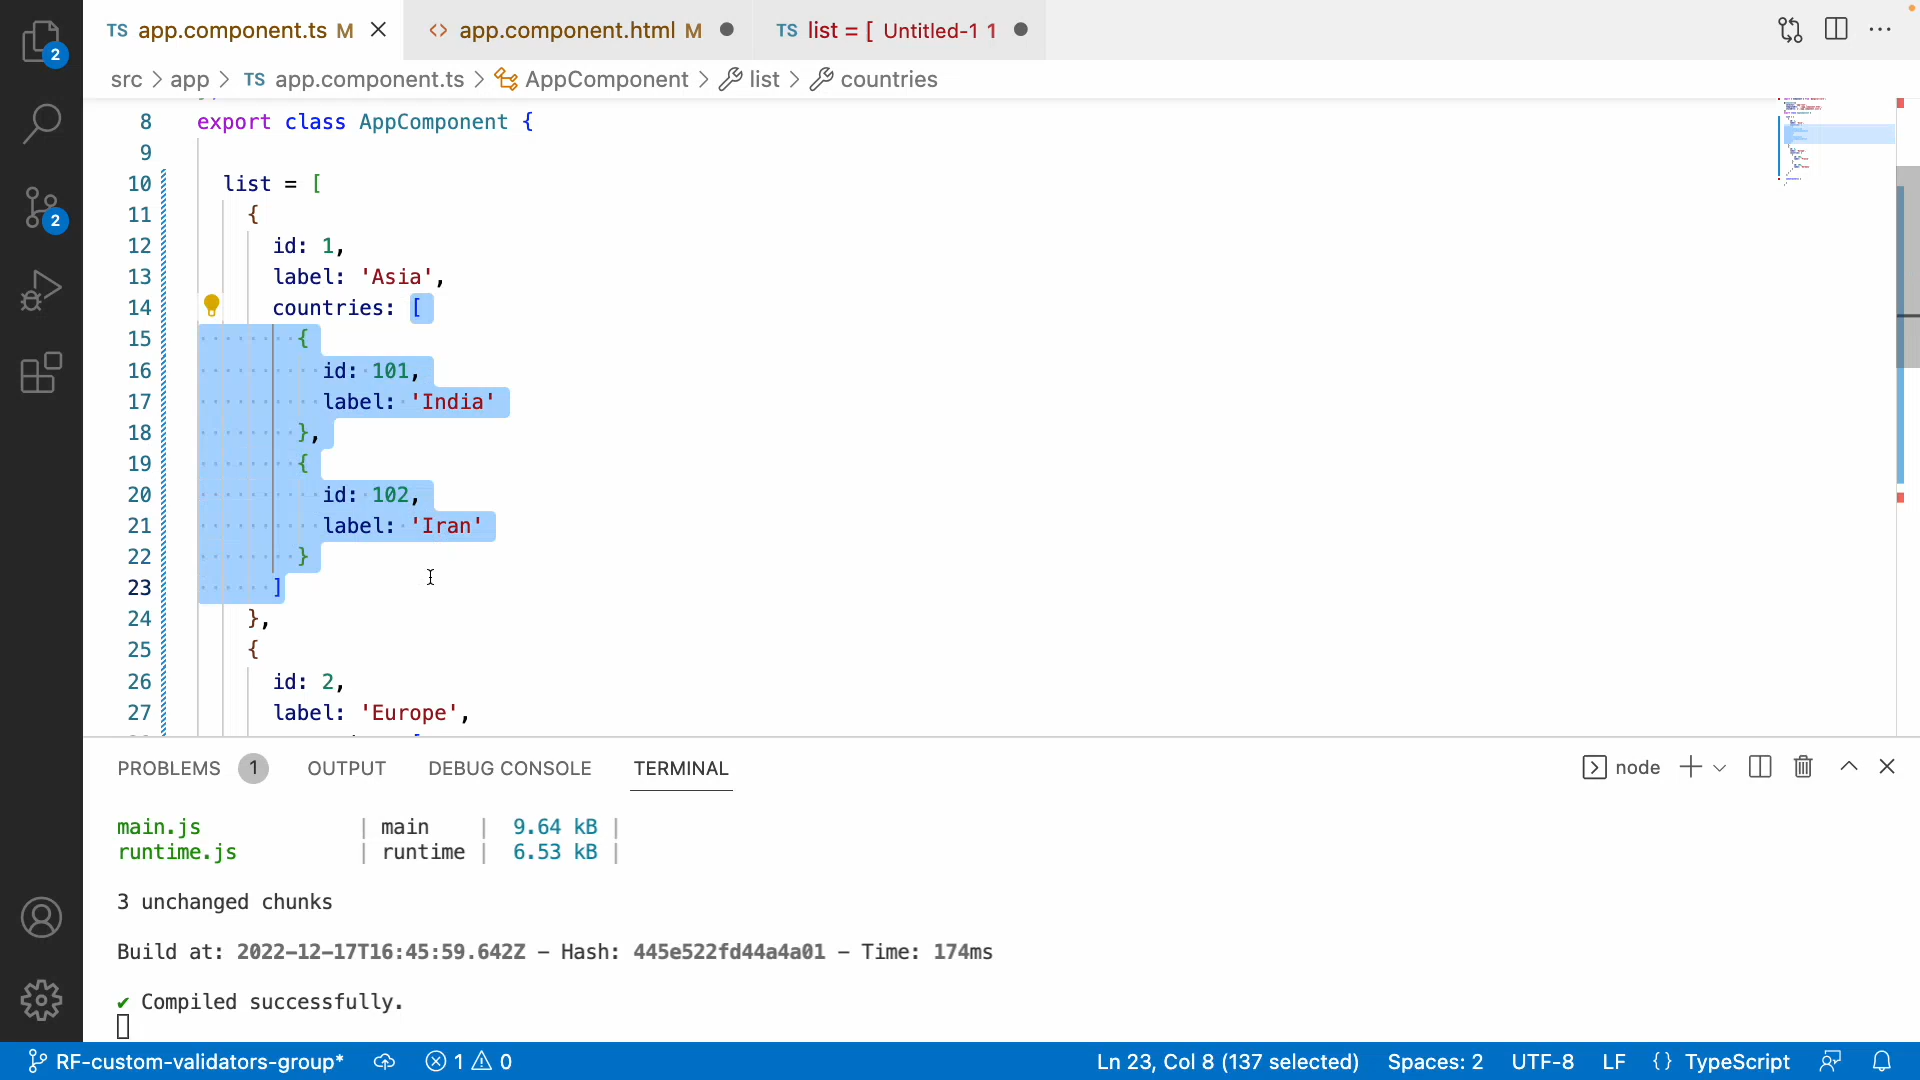 TS app.component.ts M
<> app.component.html M
TS list = [ Untitled-1 1
2
2
src > app > TS app.component.ts > AppComponent > list > countries
8 export class AppComponent {
9
10 list = [
11 {
12 id: 1,
13 label: 'Asia',
14 countries: [
15 {
16 id: 101,
17 label: 'India'
18 },
19 {
20 id: 102,
21 label: 'Iran'
22 }
23 ]
24 },
25 {
26 id: 2,
27 label: 'Europe',
PROBLEMS 1 OUTPUT DEBUG CONSOLE TERMINAL node
main.js | main | 9.64 kB |
runtime.js | runtime | 6.53 kB |
3 unchanged chunks
Build at: 2022-12-17T16:45:59.642Z - Hash: 445e522fd44a4a01 - Time: 174ms
✔ Compiled successfully.
RF-custom-validators-group* 1 0 Ln 23, Col 8 (137 selected) Spaces: 2 UTF-8 LF {} TypeScript